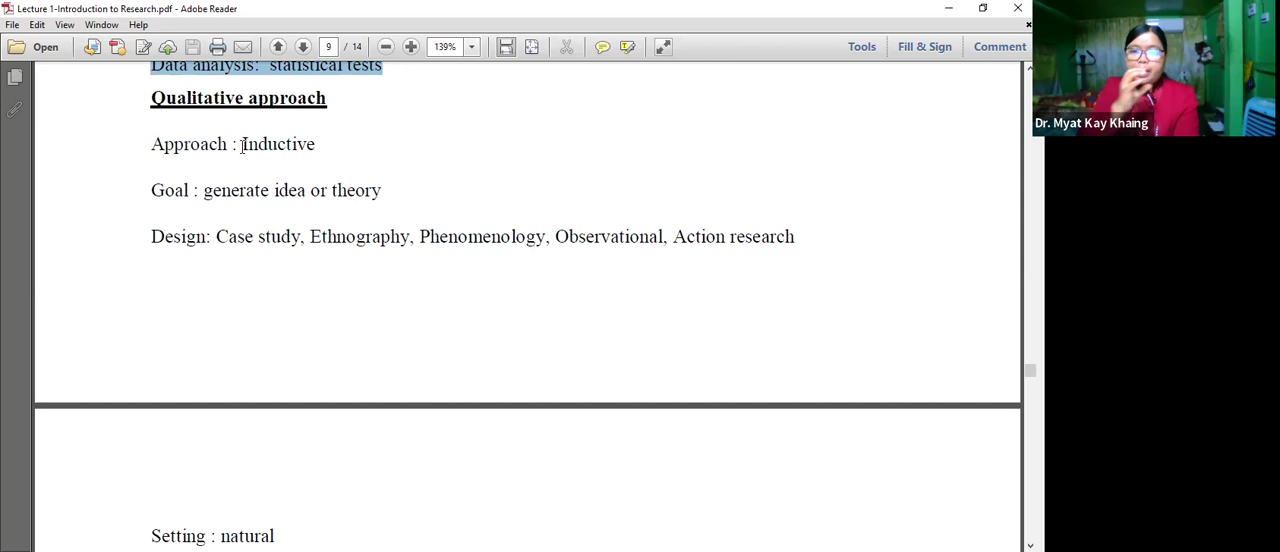 Lecture 1-Introduction to Research.pdf - Adobe Reader
File Edit View Window Help
Open 9 / 14 139% Tools Fill & Sign Comment
Data analysis: statistical tests
Qualitative approach
Approach : Inductive
Goal : generate idea or theory
Design: Case study, Ethnography, Phenomenology, Observational, Action research
Setting : natural
Dr. Myat Kay Khaing